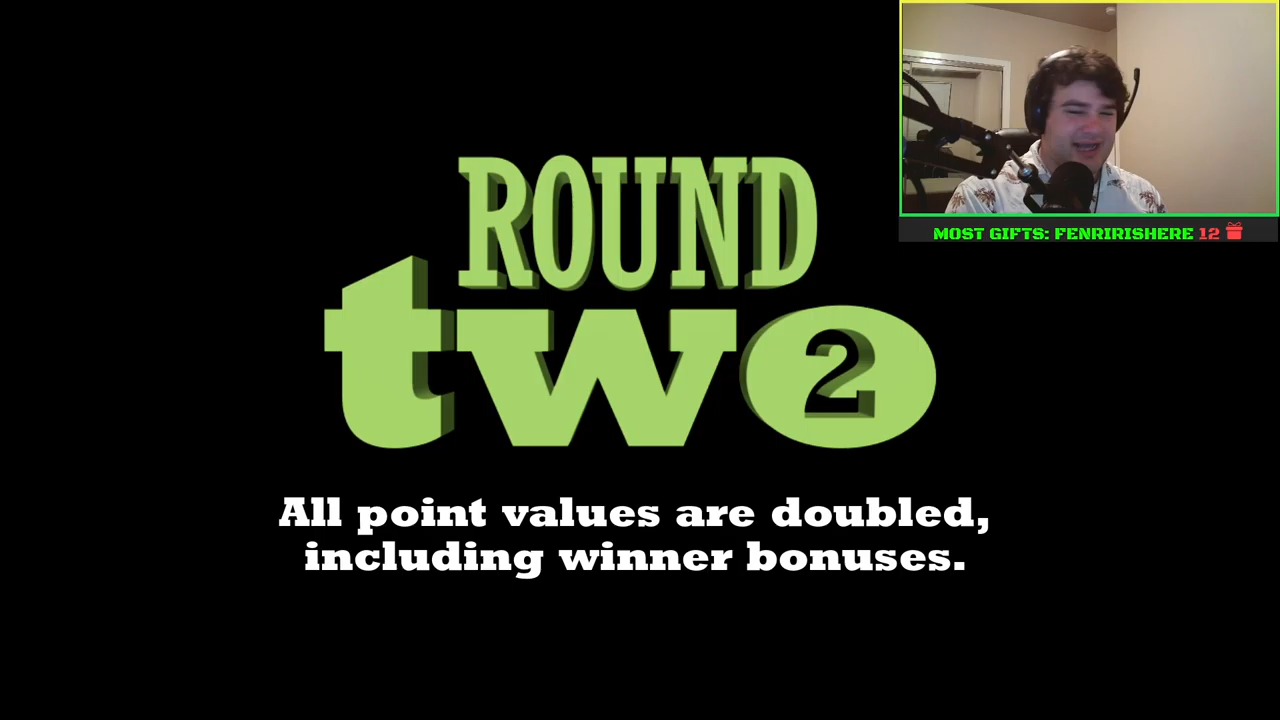 ROUND
two
2
All point values are doubled,
including winner bonuses.
MOST GIFTS: FENRIRISHERE 12